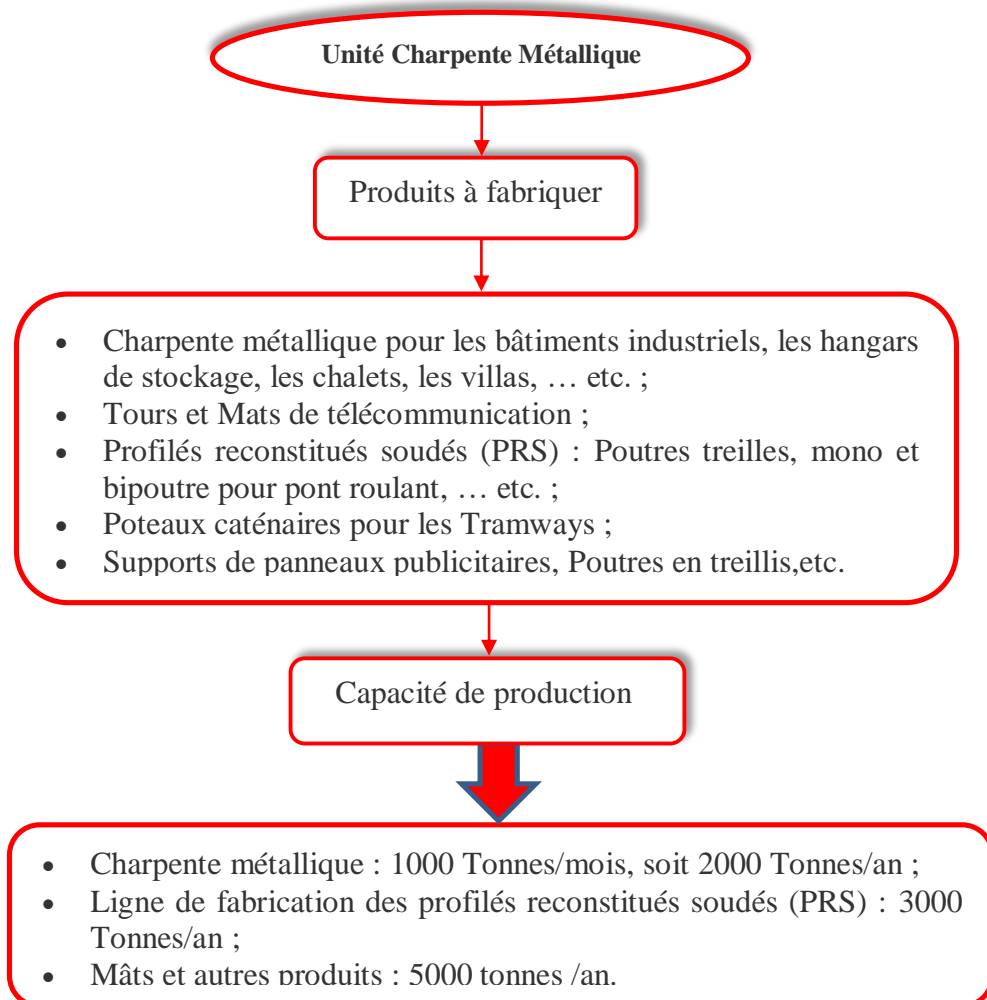 Unité Charpente Métallique
Produits à fabriquer
• Charpente métallique pour les bâtiments industriels, les hangars
de stockage, les chalets, les villas, … etc. ;
• Tours et Mats de télécommunication ;
• Profilés reconstitués soudés (PRS) : Poutres treilles, mono et
bipoutre pour pont roulant, … etc. ;
• Poteaux caténaires pour les Tramways ;
• Supports de panneaux publicitaires, Poutres en treillis,etc.
Capacité de production
• Charpente métallique : 1000 Tonnes/mois, soit 2000 Tonnes/an ;
• Ligne de fabrication des profilés reconstitués soudés (PRS) : 3000
Tonnes/an ;
• Mâts et autres produits : 5000 tonnes /an.